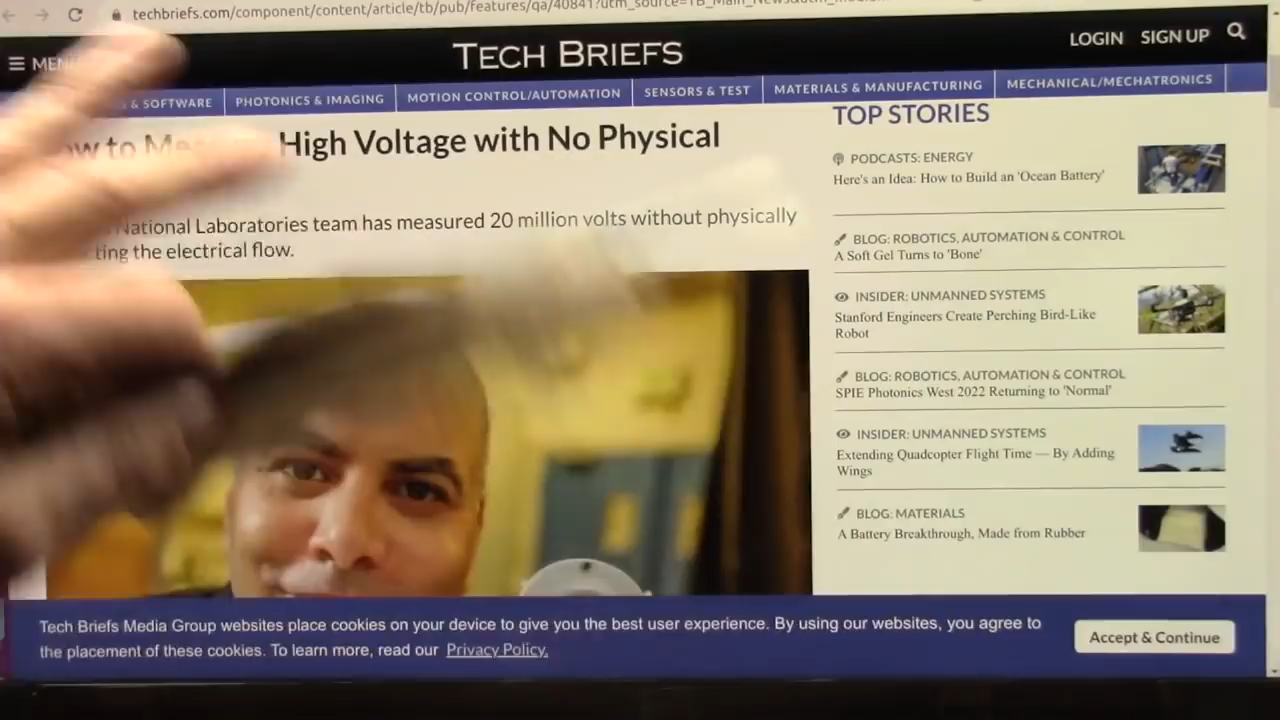 techbriefs.com/component/content/article/tb/pub/features/qa/40841?utm_source=TB_Main_News&utm_
TECH BRIEFS
LOGIN SIGN UP
& SOFTWARE
PHOTONICS & IMAGING
MOTION CONTROL/AUTOMATION
SENSORS & TEST
MATERIALS & MANUFACTURING
MECHANICAL/MECHATRONICS
to High Voltage with No Physical
National Laboratories team has measured 20 million volts without physically
the electrical flow.
TOP STORIES
PODCASTS: ENERGY
Here's an Idea: How to Build an 'Ocean Battery'
BLOG: ROBOTICS, AUTOMATION & CONTROL
A Soft Gel Turns to 'Bone'
INSIDER: UNMANNED SYSTEMS
Stanford Engineers Create Perching Bird-Like
Robot
BLOG: ROBOTICS, AUTOMATION & CONTROL
SPIE Photonics West 2022 Returning to 'Normal'
INSIDER: UNMANNED SYSTEMS
Extending Quadcopter Flight Time — By Adding
Wings
BLOG: MATERIALS
A Battery Breakthrough, Made from Rubber
Tech Briefs Media Group websites place cookies on your device to give you the best user experience. By using our websites, you agree to
the placement of these cookies. To learn more, read our Privacy Policy.
Accept & Continue